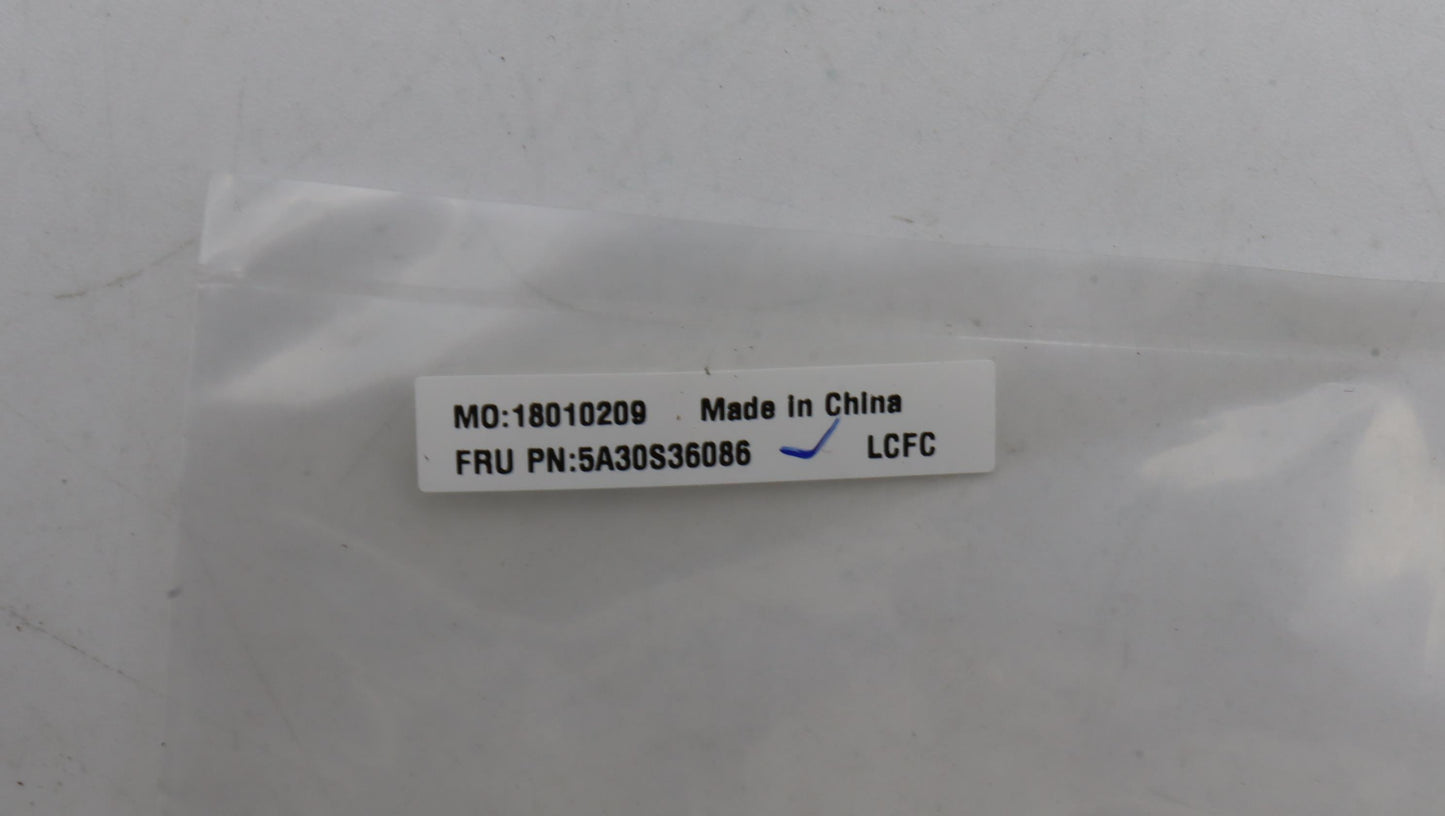 MO:18010209 Made in China
FRU PN:5A30S36086 LCFC